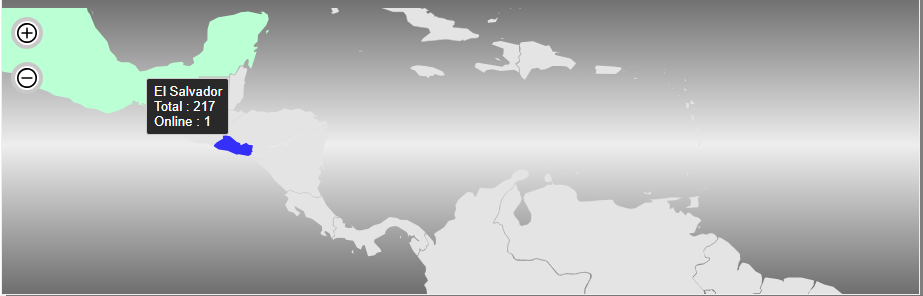 El Salvador
Total : 217
Online : 1